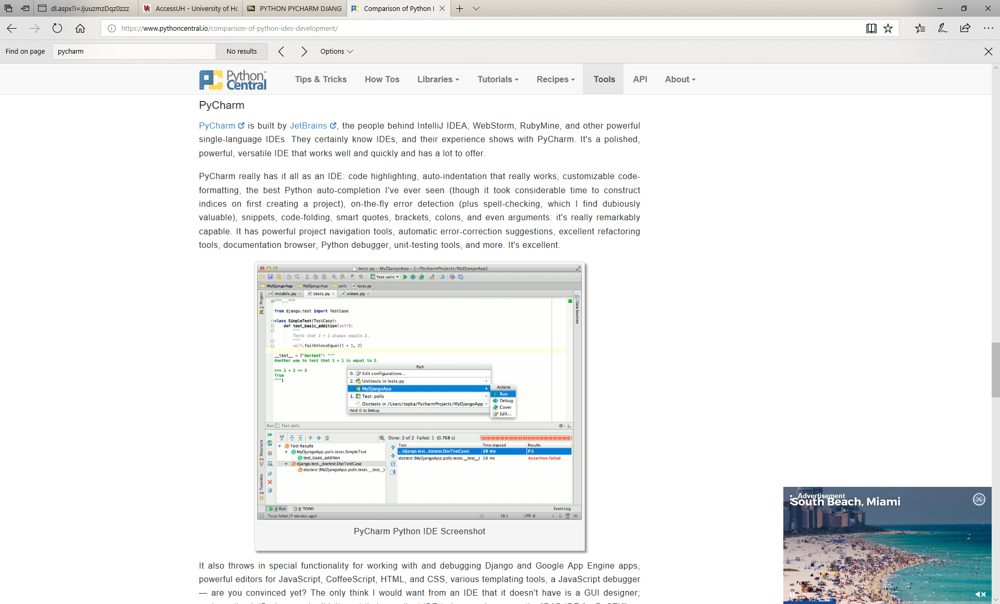 dl.aspx?i=JjuuzmzDqz0zzz
AccessUH - University of Hc
PYTHON PYCHARM DJANG
Comparison of Python I
https://www.pythoncentral.io/comparison-of-python-ides-development/
Find on page
pycharm
No results
Options
Python Central
Tips & Tricks
How Tos
Libraries
Tutorials
Recipes
Tools
API
About
PyCharm
PyCharm is built by JetBrains, the people behind IntelliJ IDEA, WebStorm, RubyMine, and other powerful
single-language IDEs. They certainly know IDEs, and their experience shows with PyCharm. It's a polished,
powerful, versatile IDE that works well and quickly and has a lot to offer.
PyCharm really has it all as an IDE: code highlighting, auto-indentation that really works, customizable code-
formatting, the best Python auto-completion I've ever seen (though it took considerable time to construct
indices on first creating a project), on-the-fly error detection (plus spell-checking, which I find dubiously
valuable), snippets, code-folding, smart quotes, brackets, colons, and even arguments: it's really remarkably
capable. It has powerful project navigation tools, automatic error-correction suggestions, excellent refactoring
tools, documentation browser, Python debugger, unit-testing tools, and more. It's excellent.
tests.py - MyDjangoApp - [~/PycharmProjects/MyDjangoApp]
Test: polls
MyDjangoApp
MyDjangoApp
polls
tests.py
1: Project
models.py
tests.py
views.py
Data Sources
"""..."""
from django.test import TestCase
class SimpleTest(TestCase):
def test_basic_addition(self):
"""
Tests that 1 + 1 always equals 2.
"""
self.failUnlessEqual(1 + 1, 2)
__test__ = {"doctest": """
Another way to test that 1 + 1 is equal to 2.
>>> 1 + 2 == 3
True
"""}
Run
0. Edit configurations...
2. Unittests in tests.py
MyDjangoApp
1. Test: polls
Doctests in /Users/topka/PycharmProjects/MyDjangoApp
Hold 0 to Debug
Actions
Run
Debug
Cover
Edit...
Run Test: polls
Done: 2 of 2 Failed: 1 (0.768 s)
Test Results
MyDjangoApp.polls.tests.SimpleTest
test_basic_addition
django.test._doctest.DocTestCase
doctest (MyDjangoApp.polls.tests.__test__)
Test
Time elapsed
Results
.. (django.test._doctest.DocTestCase)
28 ms
F:1
doctest (MyDjangoApp.polls.tests.__test__)
28 ms
Assertion failed
7: Structure
2: Favorites
4: Run
6: TODO
Event Log
Tests failed (7 minutes ago)
16:1
UTF-8
PyCharm Python IDE Screenshot
It also throws in special functionality for working with and debugging Django and Google App Engine apps,
powerful editors for JavaScript, CoffeeScript, HTML, and CSS, various templating tools, a JavaScript debugger
— are you convinced yet? The only think I would want from an IDE that it doesn't have is a GUI designer;
Advertisement
South Beach, Miami